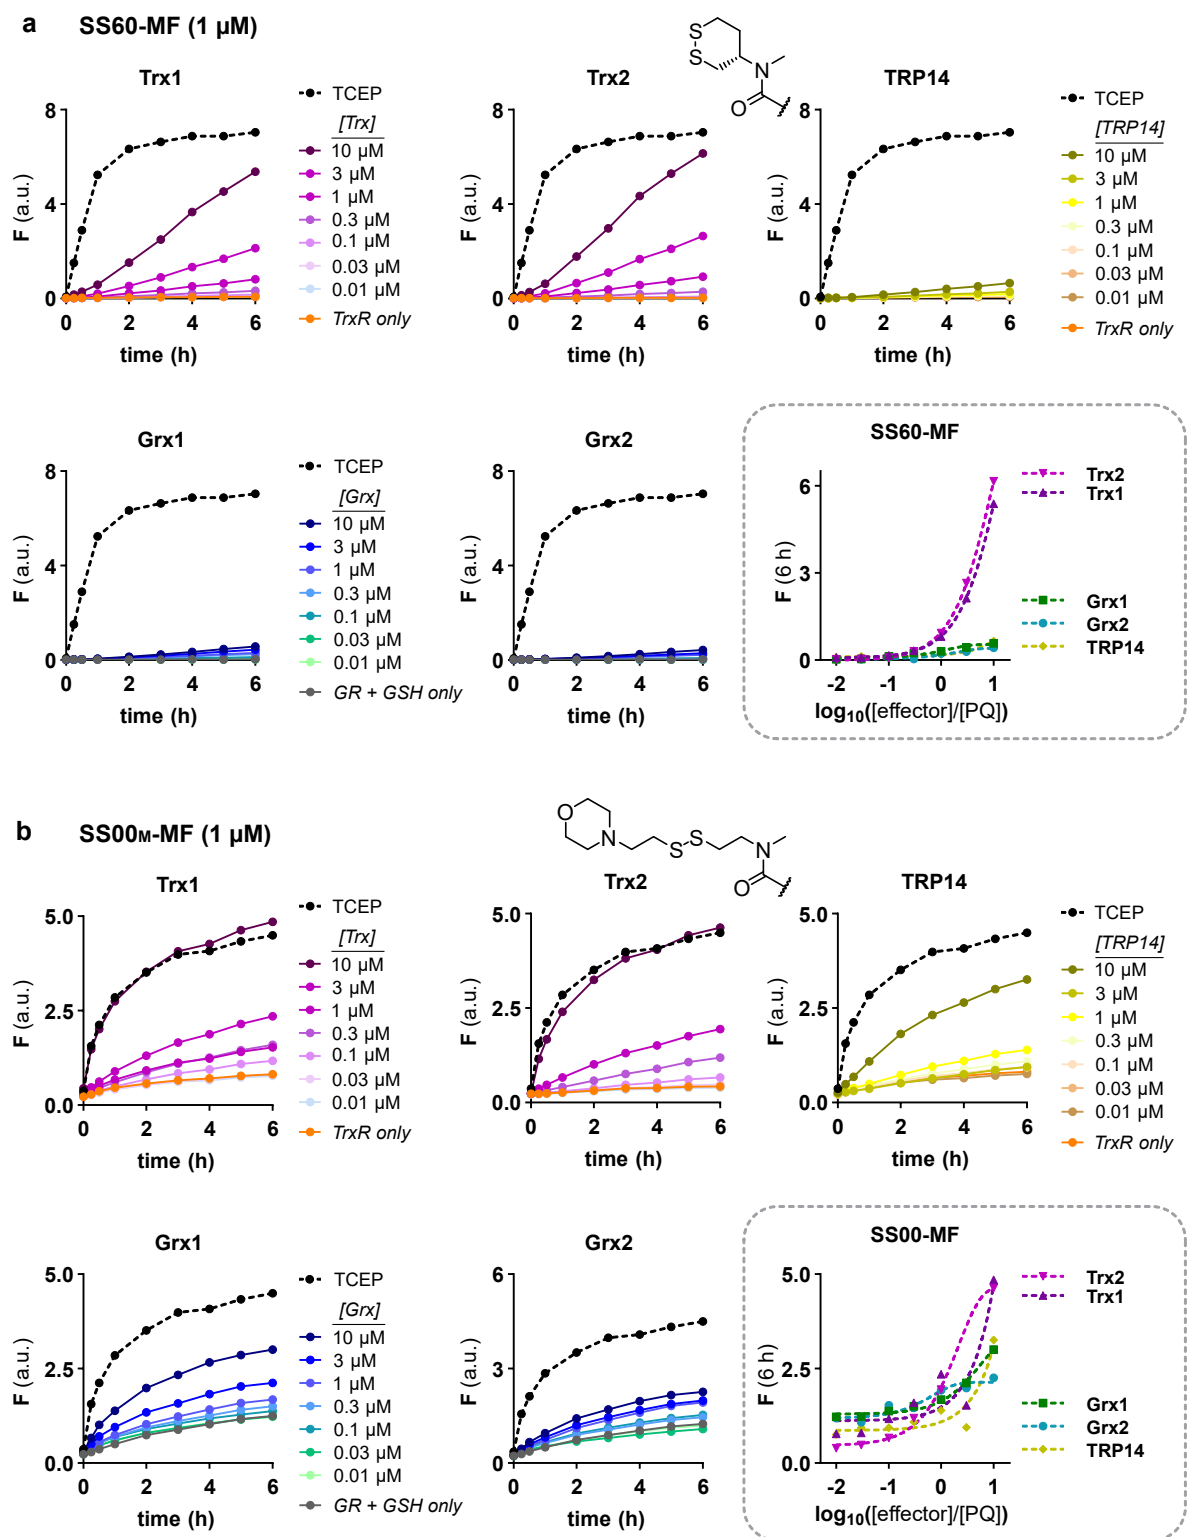 a SS60-MF (1 µM)
S
S
N
O
Trx1
F (a.u.)
8
4
0
0 2 4 6
time (h)
TCEP
[Trx]
10 µM
3 µM
1 µM
0.3 µM
0.1 µM
0.03 µM
0.01 µM
TrxR only
Trx2
F (a.u.)
8
4
0
0 2 4 6
time (h)
TRP14
F (a.u.)
8
4
0
0 2 4 6
time (h)
TCEP
[TRP14]
10 µM
3 µM
1 µM
0.3 µM
0.1 µM
0.03 µM
0.01 µM
TrxR only
Grx1
F (a.u.)
8
4
0
0 2 4 6
time (h)
TCEP
[Grx]
10 µM
3 µM
1 µM
0.3 µM
0.1 µM
0.03 µM
0.01 µM
GR + GSH only
Grx2
F (a.u.)
8
4
0
0 2 4 6
time (h)
SS60-MF
F (6 h)
6
3
0
-2 -1 0 1
log10([effector]/[PQ])
Trx2
Trx1
Grx1
Grx2
TRP14
b SS00M-MF (1 µM)
O
N
S
S
N
O
Trx1
F (a.u.)
5.0
2.5
0.0
0 2 4 6
time (h)
TCEP
[Trx]
10 µM
3 µM
1 µM
0.3 µM
0.1 µM
0.03 µM
0.01 µM
TrxR only
Trx2
F (a.u.)
5.0
2.5
0.0
0 2 4 6
time (h)
TRP14
F (a.u.)
5.0
2.5
0.0
0 2 4 6
time (h)
TCEP
[TRP14]
10 µM
3 µM
1 µM
0.3 µM
0.1 µM
0.03 µM
0.01 µM
TrxR only
Grx1
F (a.u.)
5.0
2.5
0.0
0 2 4 6
time (h)
TCEP
[Grx]
10 µM
3 µM
1 µM
0.3 µM
0.1 µM
0.03 µM
0.01 µM
GR + GSH only
Grx2
F (a.u.)
6
3
0
0 2 4 6
time (h)
SS00-MF
F (6 h)
5.0
2.5
0.0
-2 -1 0 1
log10([effector]/[PQ])
Trx2
Trx1
Grx1
Grx2
TRP14